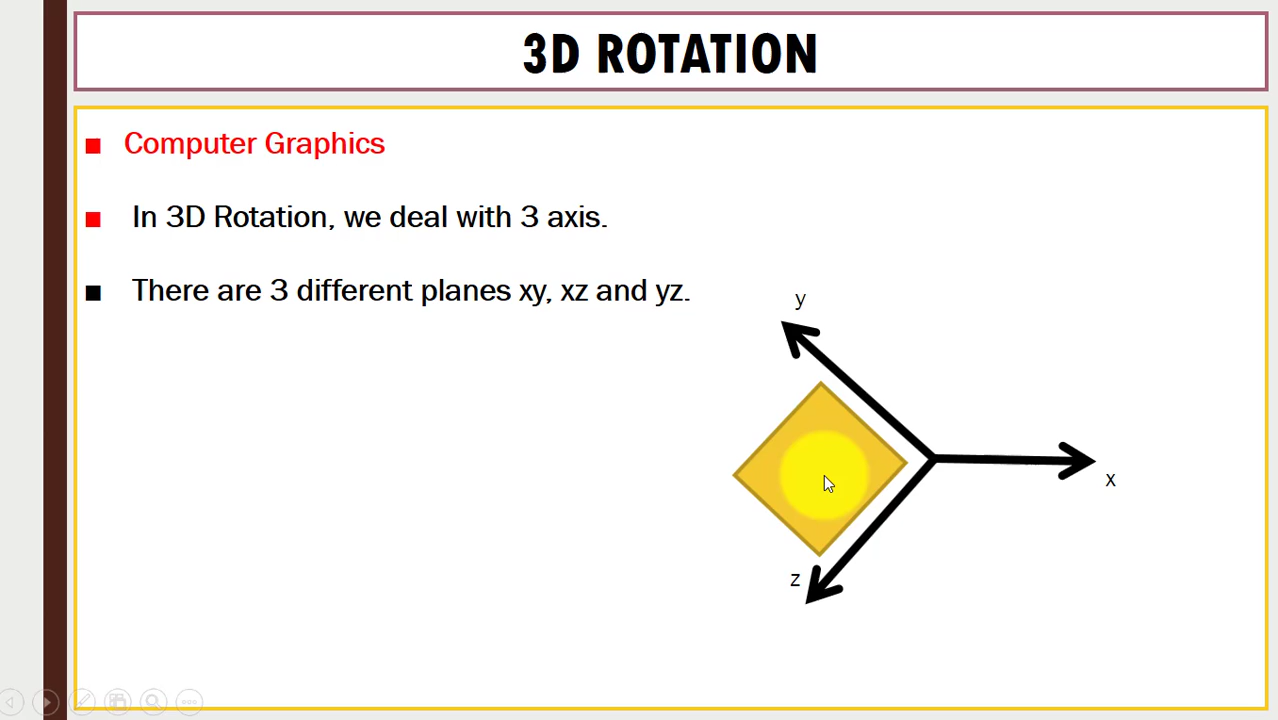 3D ROTATION
Computer Graphics
In 3D Rotation, we deal with 3 axis.
There are 3 different planes xy, xz and yz.
y
x
z